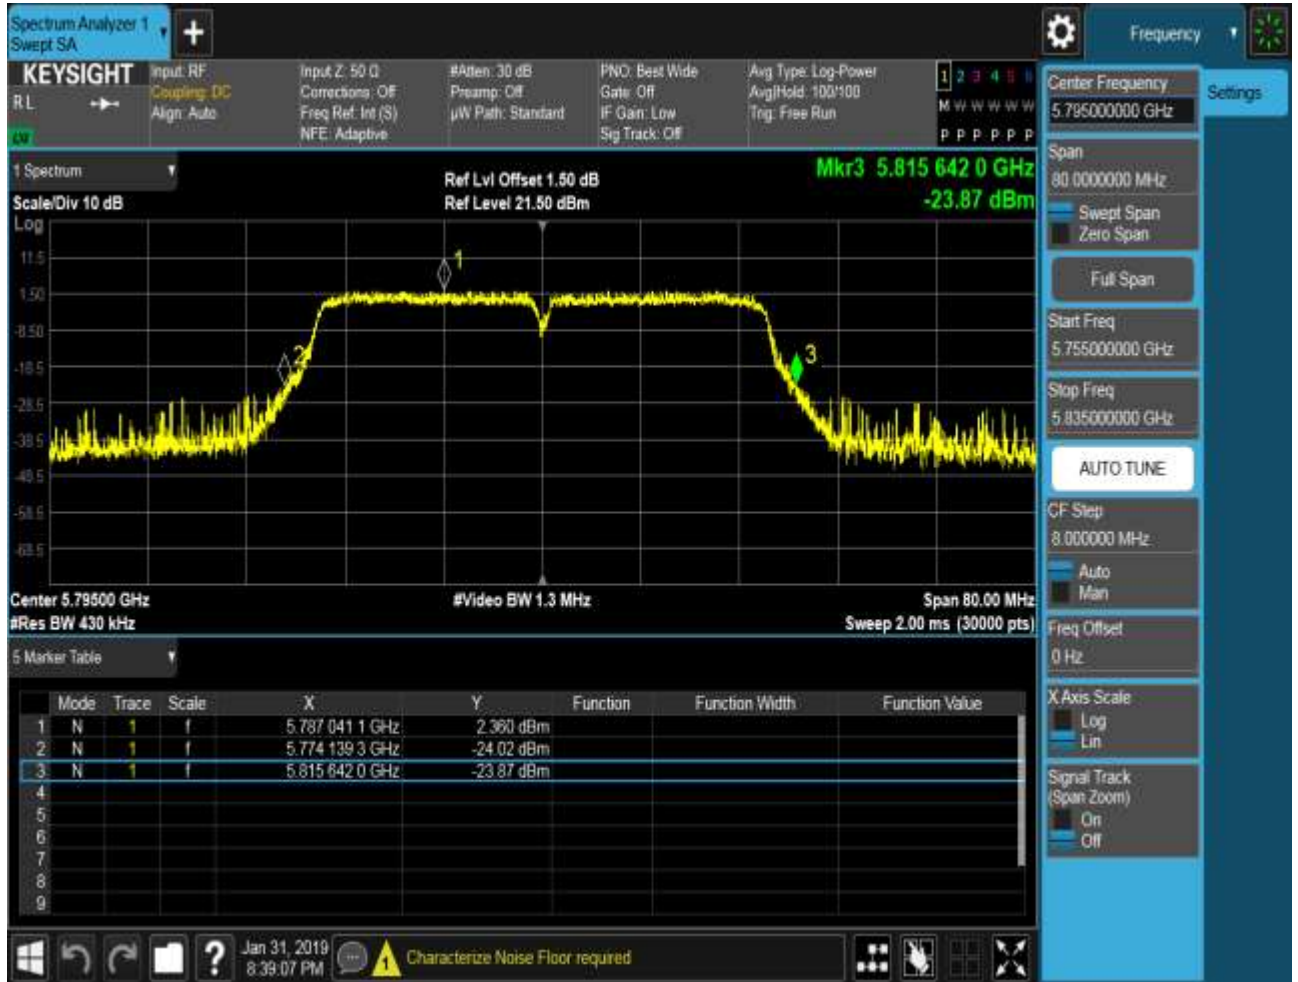 Spectrum Analyzer 1
Swept SA
+
Frequency
KEYSIGHT
RL
Input: RF
Coupling: DC
Align: Auto
Input Z: 50 Ω
Corrections: Off
Freq Ref: Int (S)
NFE: Adaptive
#Atten: 30 dB
Preamp: Off
µW Path: Standard
PNO: Best Wide
Gate: Off
IF Gain: Low
Sig Track: Off
Avg Type: Log-Power
Avg|Hold: 100/100
Trig: Free Run
1 2 3 4 5 6
M W W W W W
P P P P P P
1 Spectrum
Scale/Div 10 dB
Ref Lvl Offset 1.50 dB
Ref Level 21.50 dBm
Mkr3 5.815 642 0 GHz
-23.87 dBm
Log
11.5
1.50
-8.50
-18.5
-28.5
-38.5
-48.5
-58.5
-68.5
1
2
3
Center 5.79500 GHz
#Res BW 430 kHz
#Video BW 1.3 MHz
Span 80.00 MHz
Sweep 2.00 ms (30000 pts)
5 Marker Table
Mode Trace Scale X Y Function Function Width Function Value
1 N 1 f 5.787 041 1 GHz 2.360 dBm
2 N 1 f 5.774 139 3 GHz -24.02 dBm
3 N 1 f 5.815 642 0 GHz -23.87 dBm
4
5
6
7
8
9
Center Frequency
5.795000000 GHz
Settings
Span
80.0000000 MHz
Swept Span
Zero Span
Full Span
Start Freq
5.755000000 GHz
Stop Freq
5.835000000 GHz
AUTO TUNE
CF Step
8.000000 MHz
Auto
Man
Freq Offset
0 Hz
X Axis Scale
Log
Lin
Signal Track
(Span Zoom)
On
Off
?
Jan 31, 2019
8:39:07 PM
1
Characterize Noise Floor required